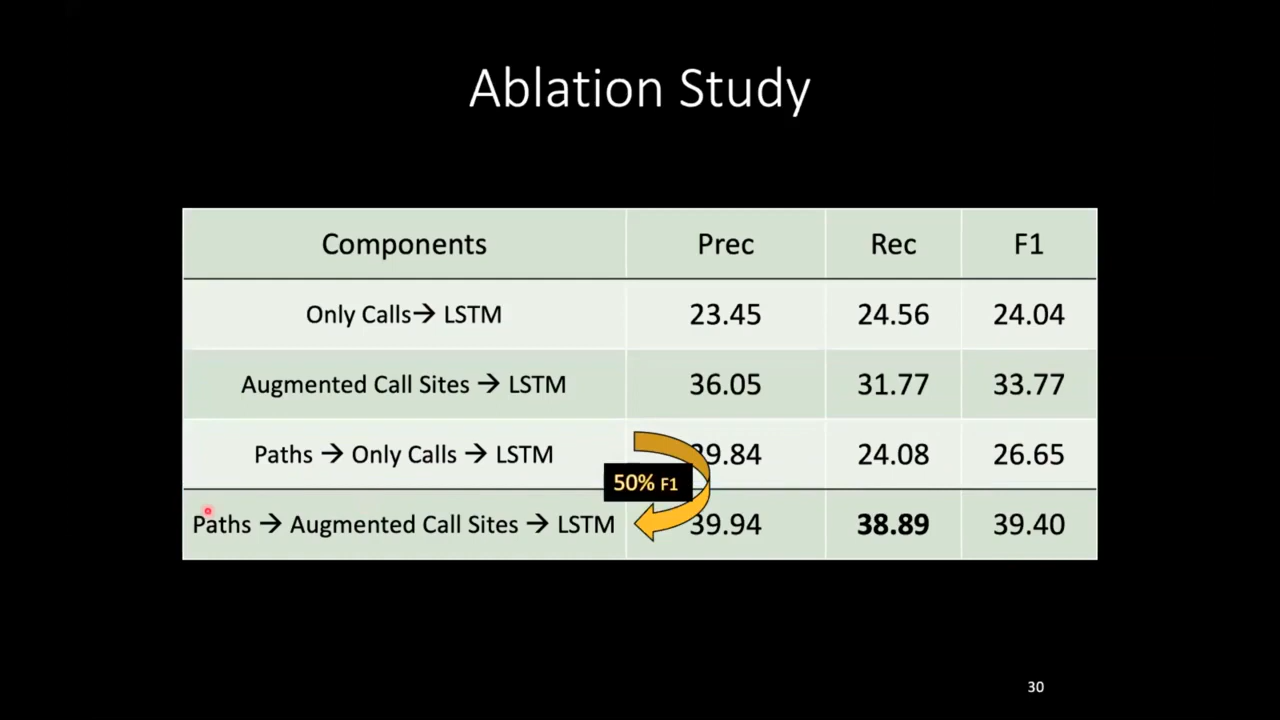 Ablation Study
Components Prec Rec F1
Only Calls→ LSTM 23.45 24.56 24.04
Augmented Call Sites → LSTM 36.05 31.77 33.77
Paths → Only Calls → LSTM 9.84 24.08 26.65
50% F1
Paths → Augmented Call Sites → LSTM 39.94 38.89 39.40
30